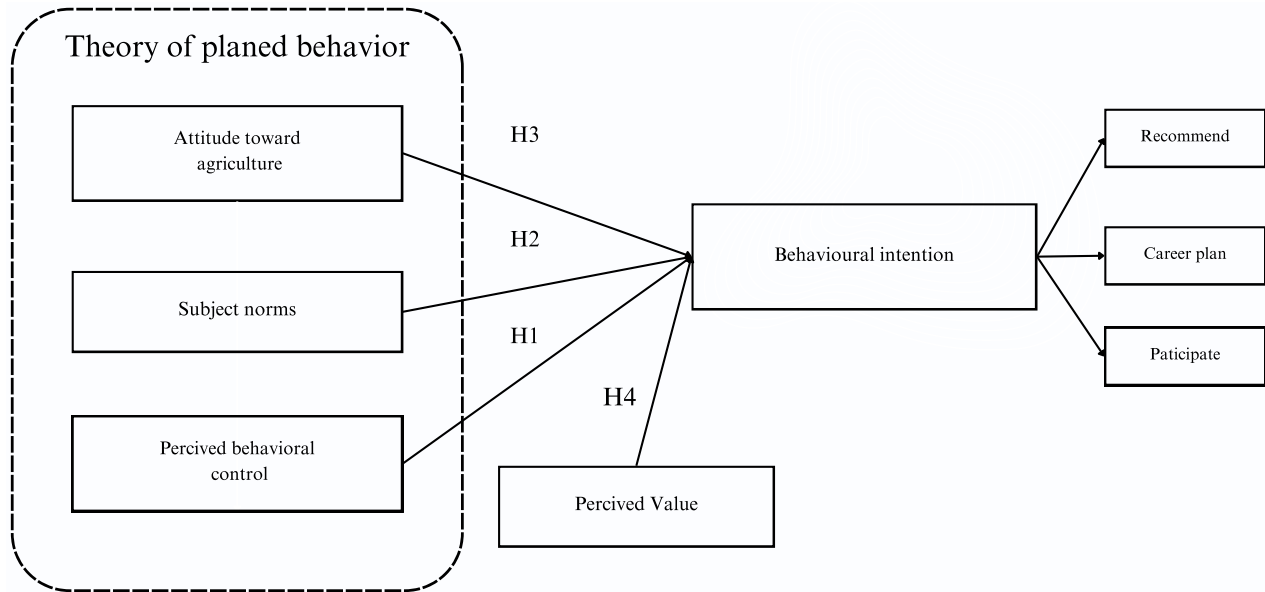 Theory of planed behavior
Attitude toward
agriculture
H3
Recommend
H2
Behavioural intention
Career plan
Subject norms
H1
Paticipate
H4
Percived behavioral
control
Percived Value